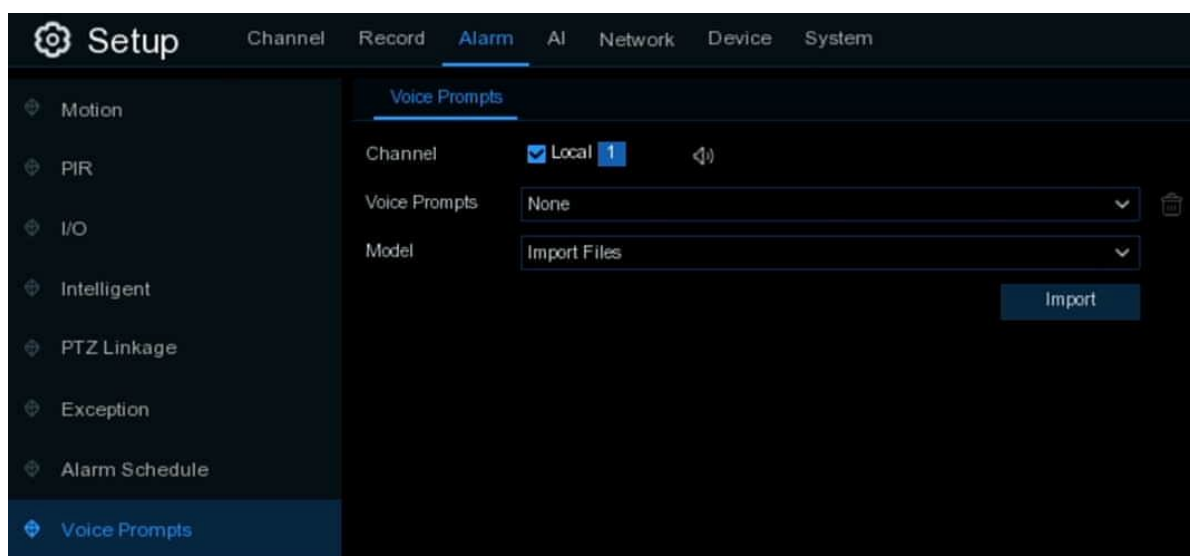 Setup Channel Record Alarm AI Network Device System
Voice Prompts
Motion
Channel Local 1
PIR
Voice Prompts None
I/O
Model Import Files
Intelligent
Import
PTZ Linkage
Exception
Alarm Schedule
Voice Prompts